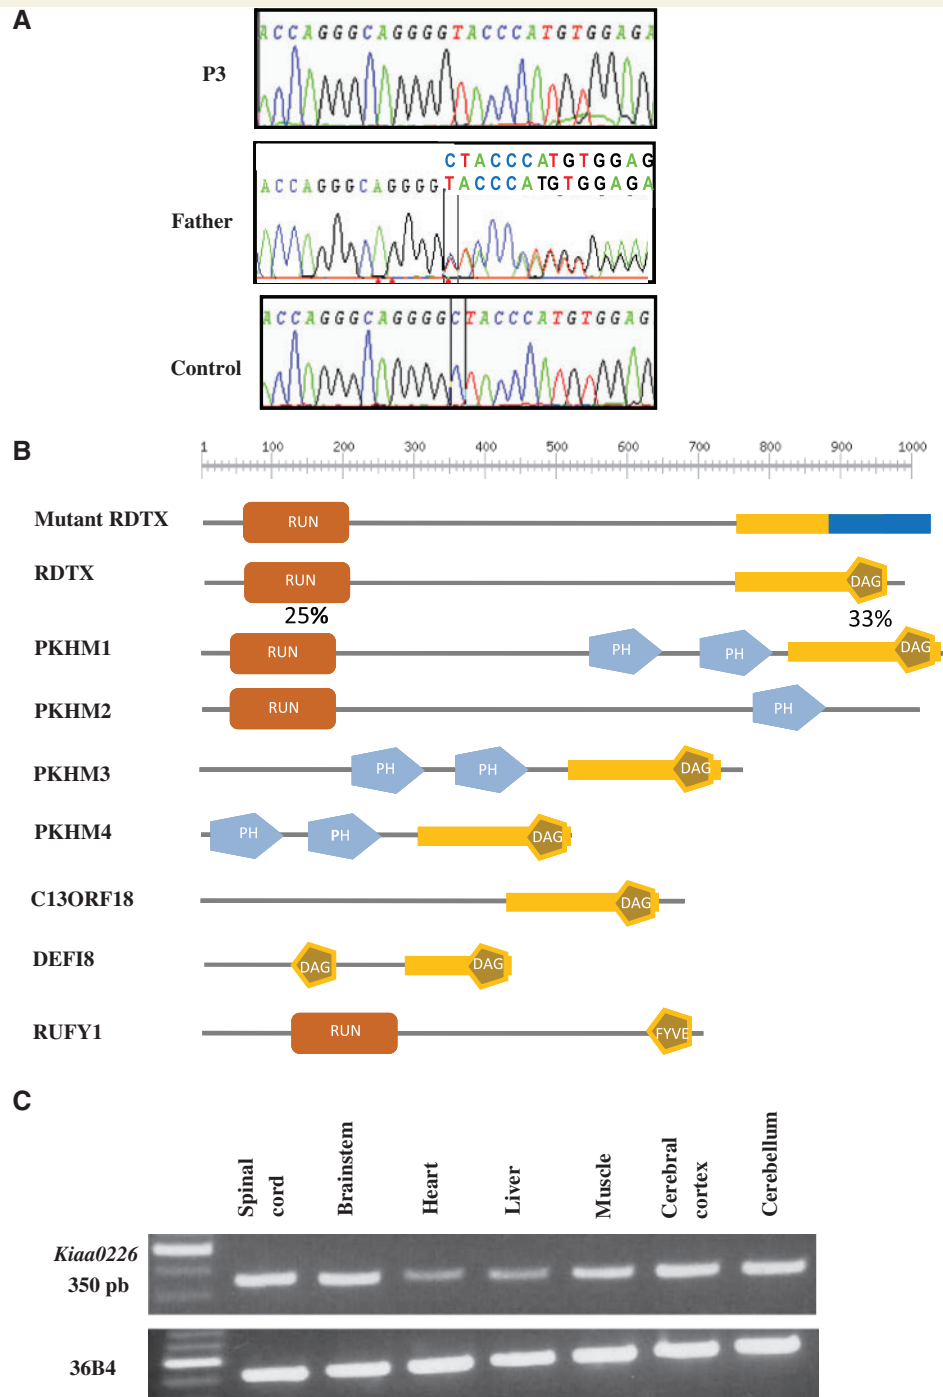 A
ACCAGGGCAGGGGTACCCATGTGGAGA
P3
CTACCCATGTGGAG
ACCAGGGCAGGGGTACCCATGTGGAGA
Father
ACCAGGGCAGGGGCTACCCATGTGGAG
Control
B
1 100 200 300 400 500 600 700 800 900 1000
Mutant RDTX RUN
RDTX RUN DAG
25% 33%
PKHM1 RUN PH PH DAG
PKHM2 RUN PH
PKHM3 PH PH DAG
PKHM4 PH PH DAG
C13ORF18 DAG
DEFI8 DAG DAG
RUFY1 RUN FYVE
C
Spinal
cord
Brainstem
Heart
Liver
Muscle
Cerebral
cortex
Cerebellum
Kiaa0226
350 pb
36B4